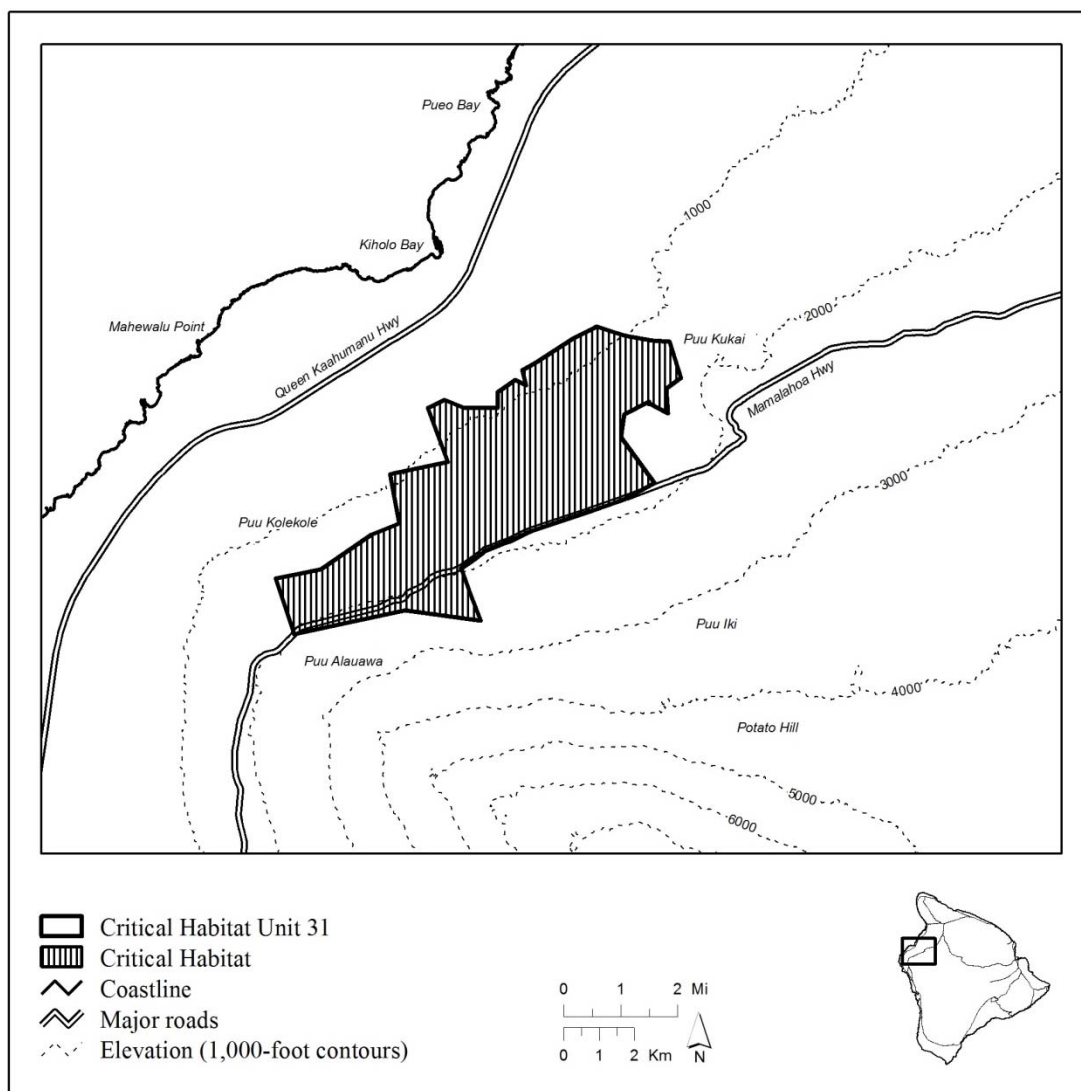 Pueo Bay
Kiholo Bay
Mahewalu Point
Queen Kaahumanu Hwy
1000
2000
Puu Kukai
Mamalahoa Hwy
3000
Puu Kolekole
Puu Iki
Puu Alauawa
4000
Potato Hill
5000
6000
Critical Habitat Unit 31
Critical Habitat
Coastline
Major roads
Elevation (1,000-foot contours)
0 1 2 Mi
0 1 2 Km
N